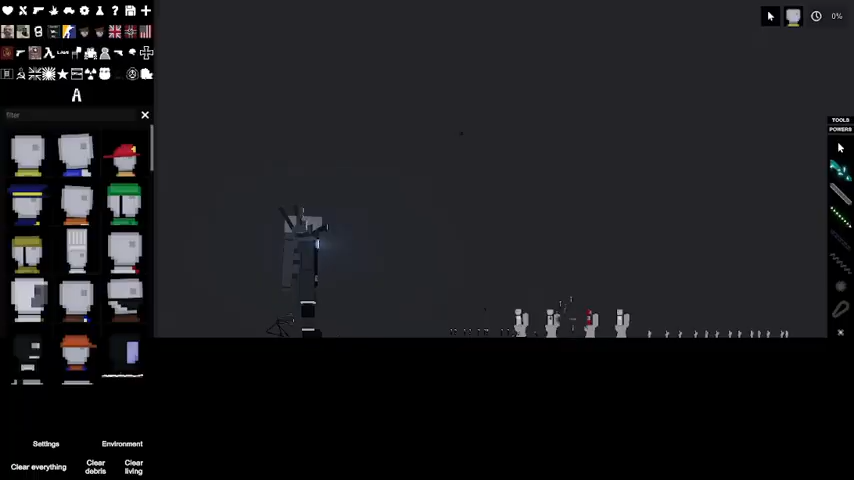 ?
0%
A
filter
TOOLS
POWERS
Settings
Environment
Clear everything
Clear debris
Clear living